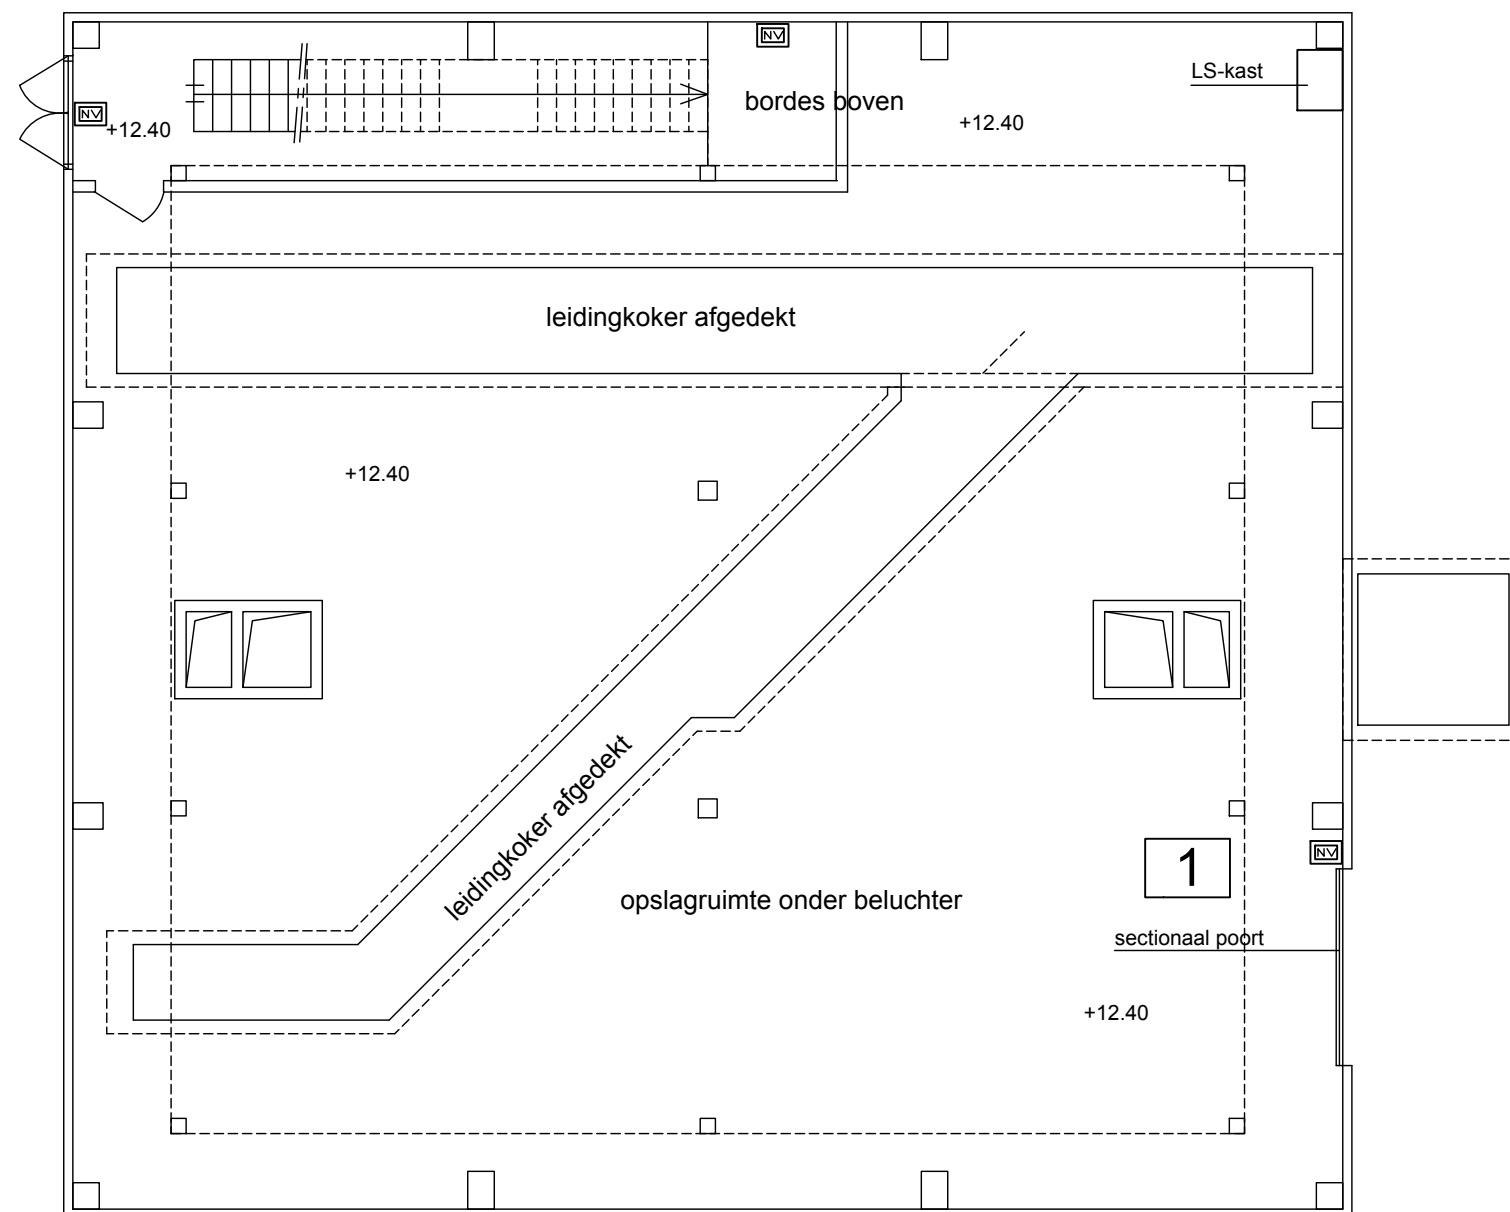 NV
LS-kast
bordes boven
NV
+12.40
+12.40
leidingkoker afgedekt
+12.40
leidingkoker afgedekt
1
NV
opslagruimte onder beluchter
sectionaal poort
+12.40